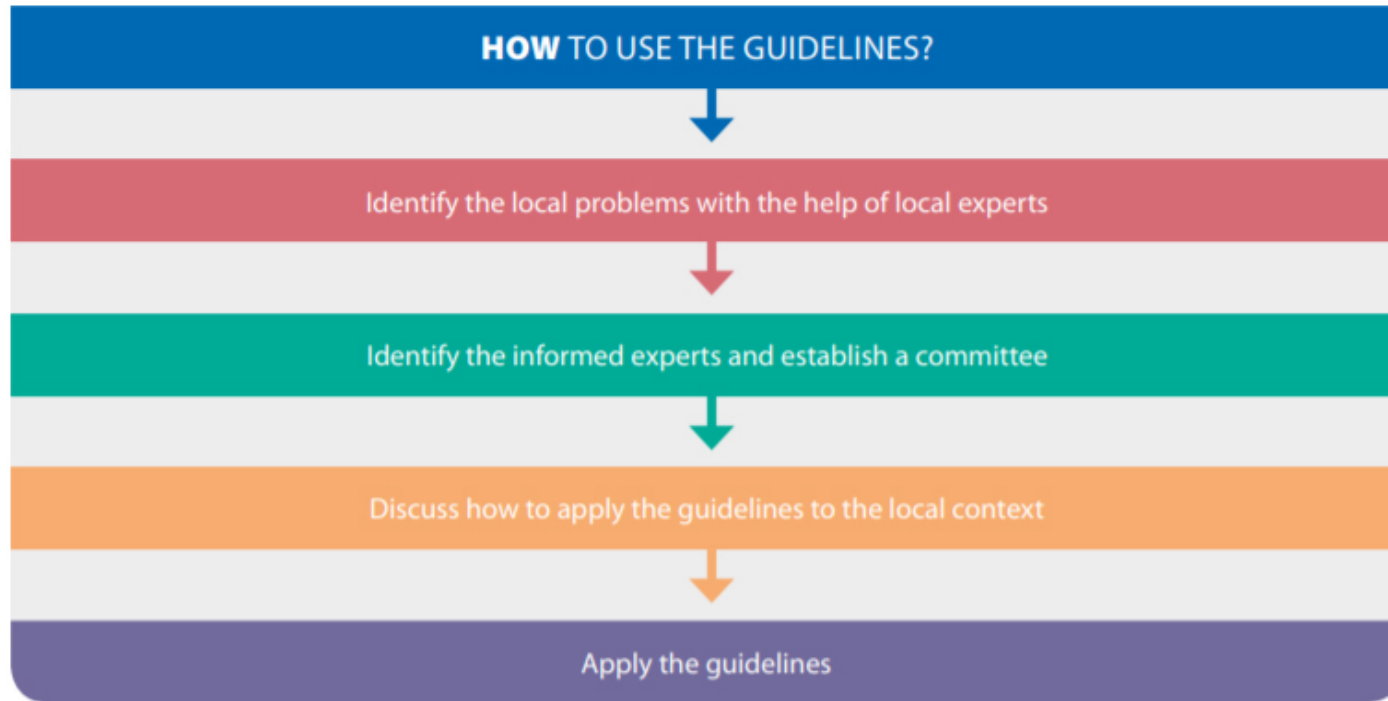 HOW TO USE THE GUIDELINES?
Identify the local problems with the help of local experts
Identify the informed experts and establish a committee
Discuss how to apply the guidelines to the local context
Apply the guidelines